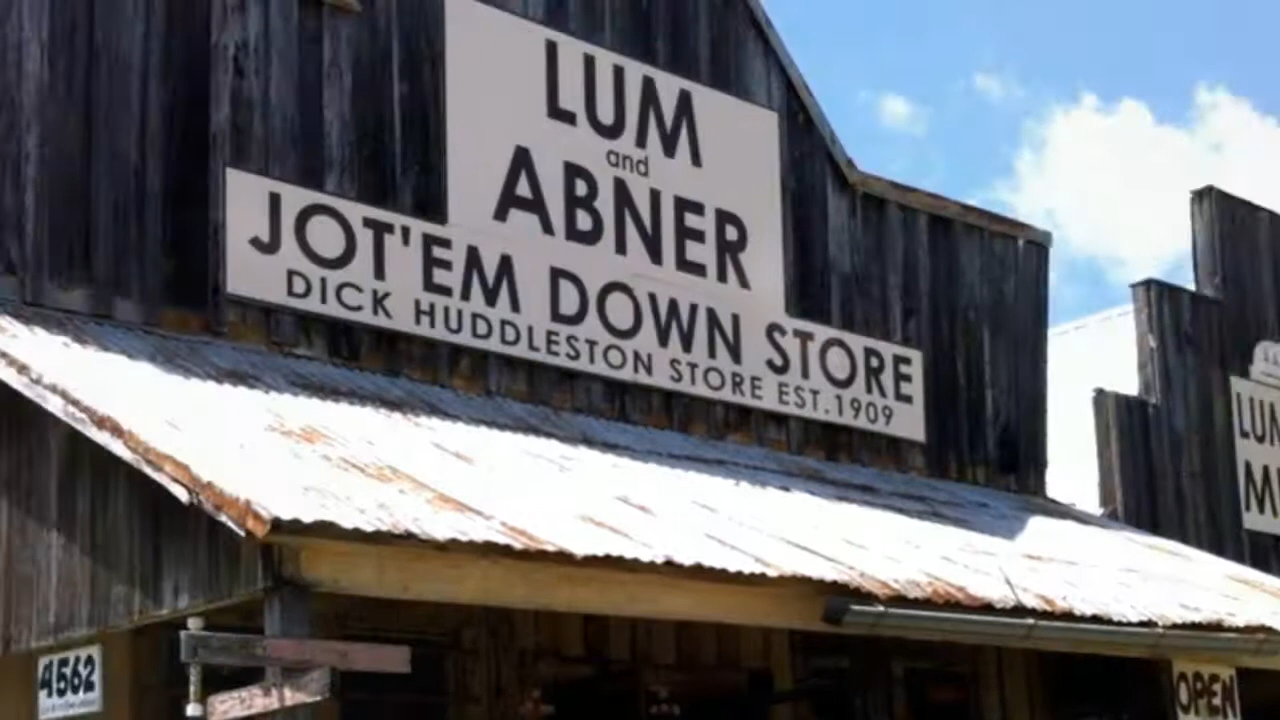 LUM
and
ABNER
JOT'EM DOWN STORE
DICK HUDDLESTON STORE EST.1909
4562
OPEN